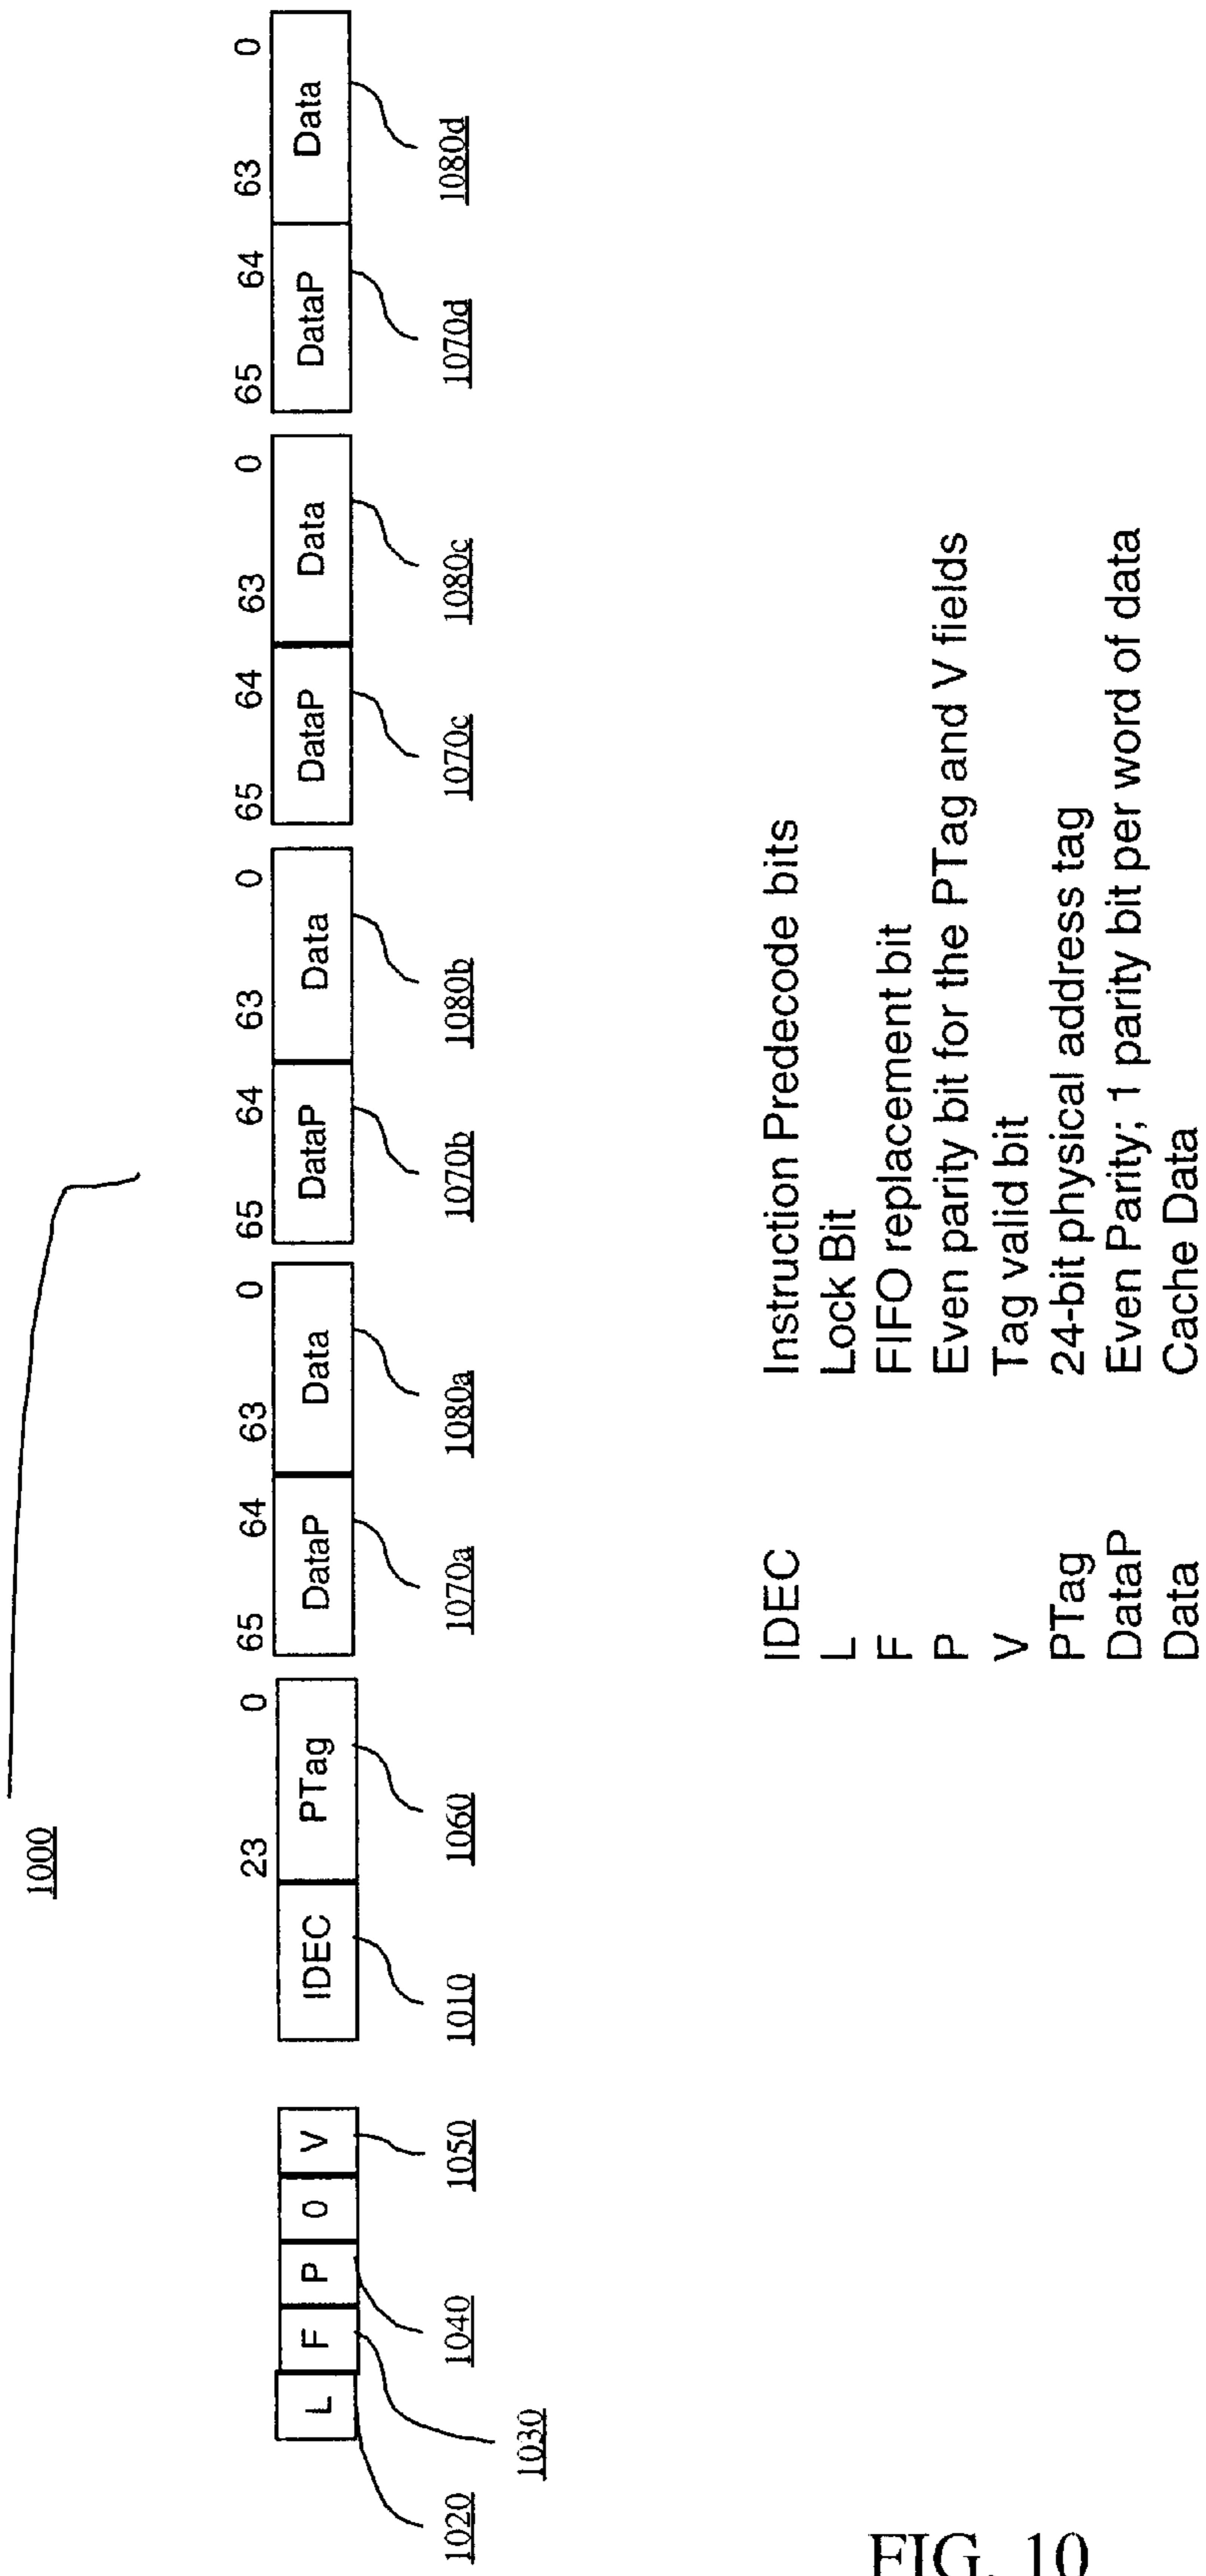 1000
L F P 0 V
1020 1030 1040 1050
23 0
IDEC PTag
1010 1060
65 64 63 0
DataP Data
1070a 1080a
65 64 63 0
DataP Data
1070b 1080b
65 64 63 0
DataP Data
1070c 1080c
65 64 63 0
DataP Data
1070d 1080d
IDEC Instruction Predecode bits
L Lock Bit
F FIFO replacement bit
P Even parity bit for the PTag and V fields
V Tag valid bit
PTag 24-bit physical address tag
DataP Even Parity; 1 parity bit per word of data
Data Cache Data
FIG. 10